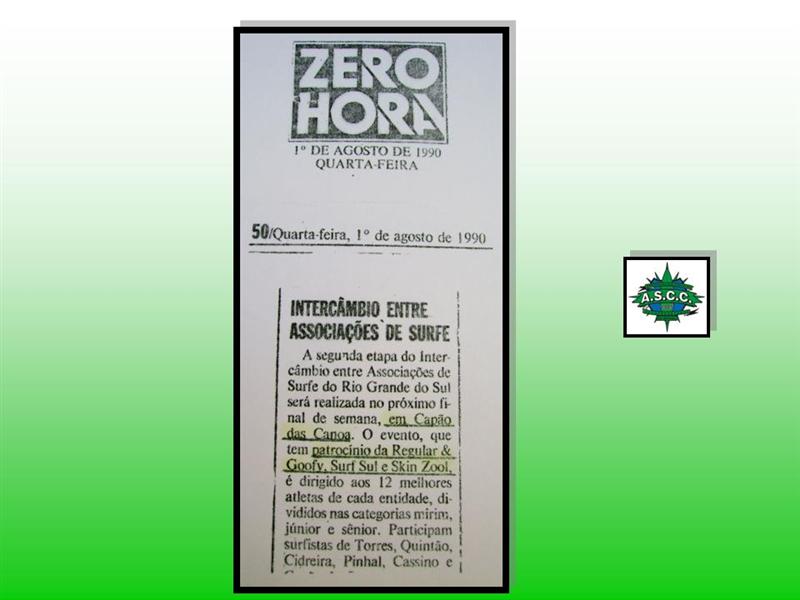 ZERO
HORA
1º DE AGOSTO DE 1990
QUARTA-FEIRA
50/Quarta-feira, 1º de agosto de 1990
INTERCÂMBIO ENTRE
ASSOCIAÇÕES DE SURFE
A segunda etapa do Inter-
câmbio entre Associações de
Surfe do Rio Grande do Sul
será realizada no próximo fi-
nal de semana, em Capão
das Canoa. O evento, que
tem patrocínio da Regular &
Goofy, Surf Sul e Skin Zool,
é dirigido aos 12 melhores
atletas de cada entidade, di-
vididos nas categorias mirim,
júnior e sênior. Participam
surfistas de Torres, Quintão,
Cidreira, Pinhal, Cassino e
A.S.C.C.